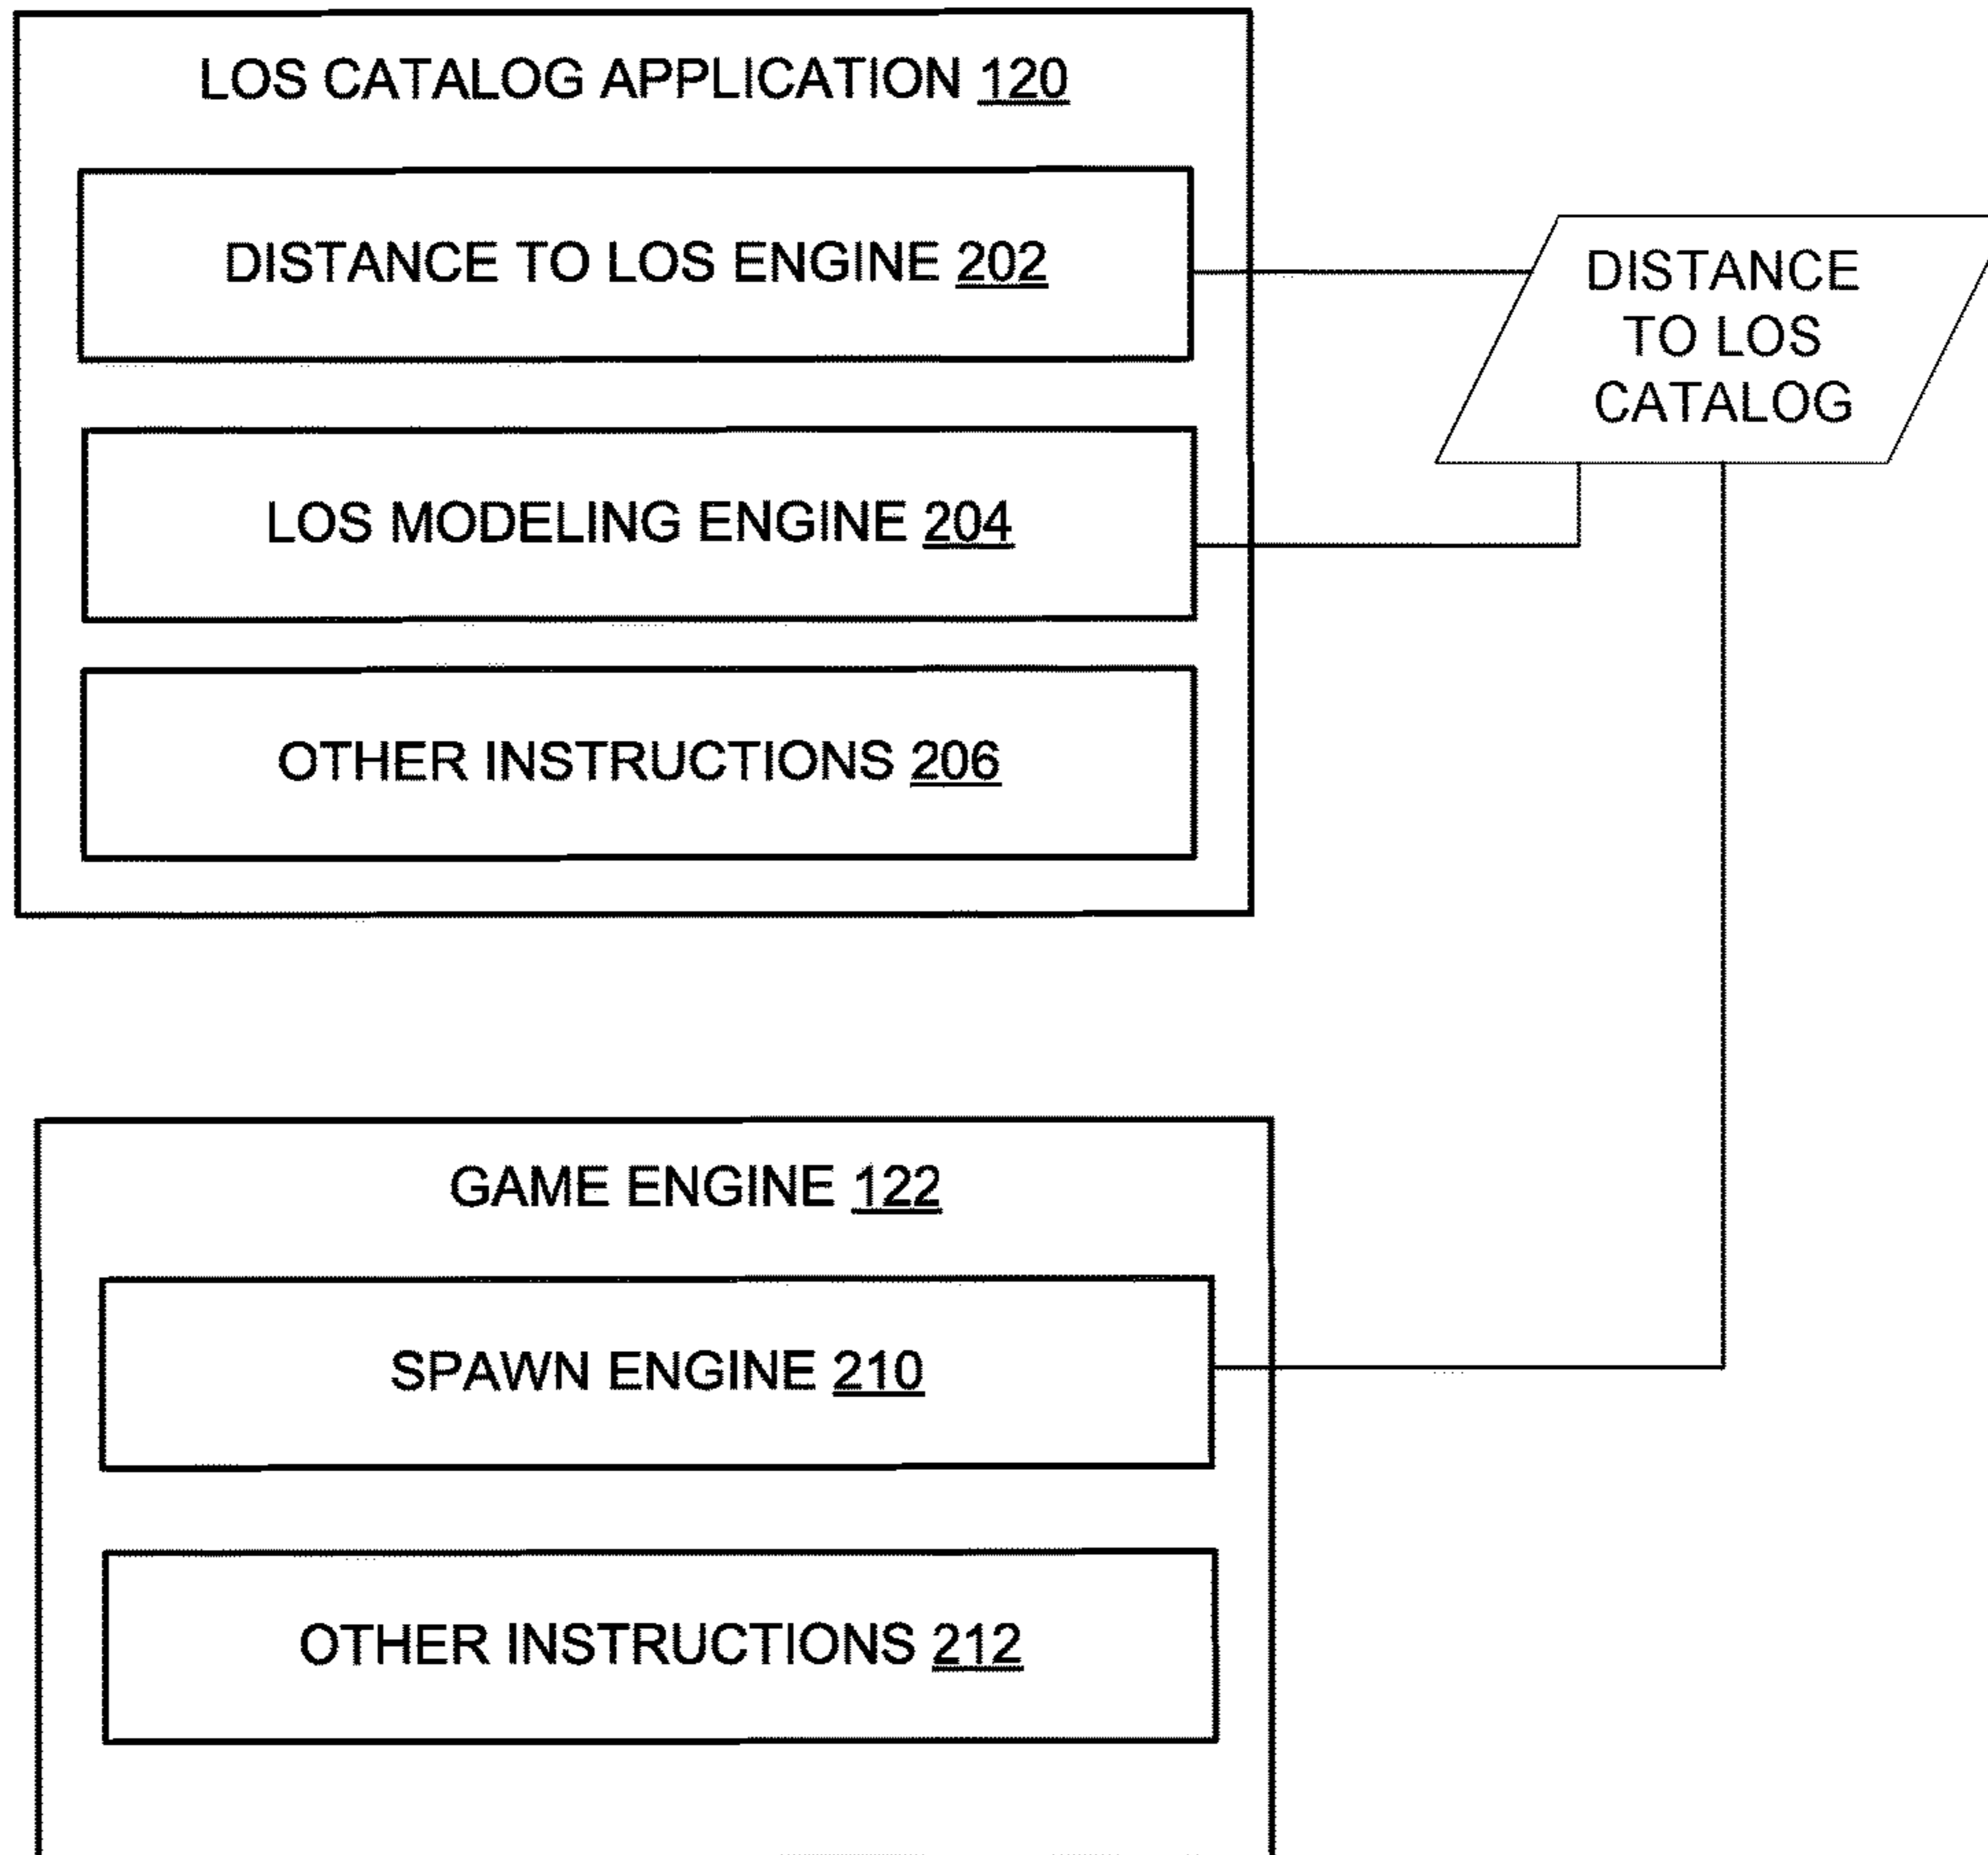 LOS CATALOG APPLICATION 120
DISTANCE TO LOS ENGINE 202
DISTANCE
TO LOS
CATALOG
LOS MODELING ENGINE 204
OTHER INSTRUCTIONS 206
GAME ENGINE 122
SPAWN ENGINE 210
OTHER INSTRUCTIONS 212